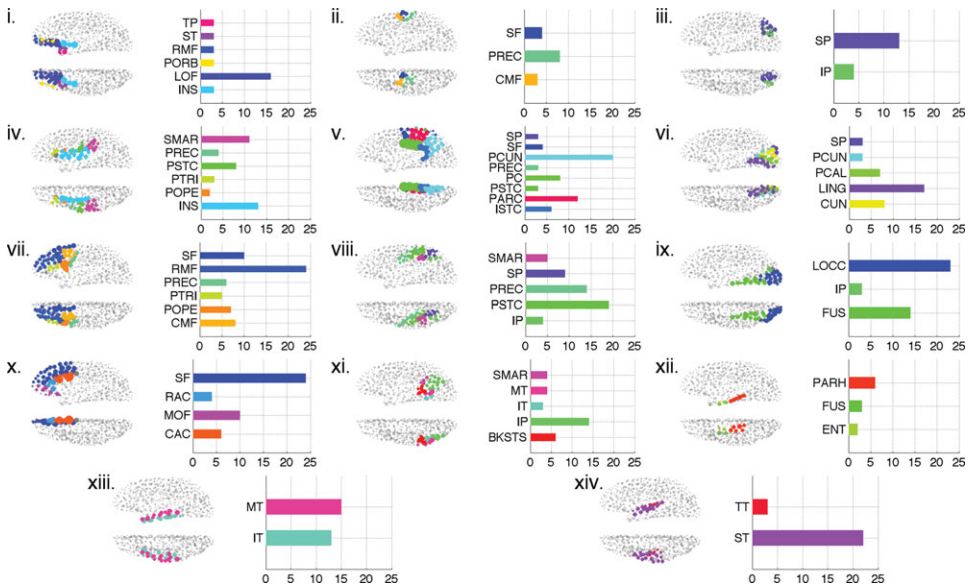 i.
TP
ST
RMF
PORB
LOF
INS
0 5 10 15 20 25
ii.
SF
PREC
CMF
0 5 10 15 20 25
iii.
SP
IP
0 5 10 15 20 25
iv.
SMAR
PREC
PSTC
PTRI
POPE
INS
0 5 10 15 20 25
v.
SP
SF
PCUN
PREC
PC
PSTC
PARC
ISTC
0 5 10 15 20 25
vi.
SP
PCUN
PCAL
LING
CUN
0 5 10 15 20 25
vii.
SF
RMF
PREC
PTRI
POPE
CMF
0 5 10 15 20 25
viii.
SMAR
SP
PREC
PSTC
IP
0 5 10 15 20 25
ix.
LOCC
IP
FUS
0 5 10 15 20 25
x.
SF
RAC
MOF
CAC
0 5 10 15 20 25
xi.
SMAR
MT
IT
IP
BKSTS
0 5 10 15 20 25
xii.
PARH
FUS
ENT
0 5 10 15 20 25
xiii.
MT
IT
0 5 10 15 20 25
xiv.
TT
ST
0 5 10 15 20 25